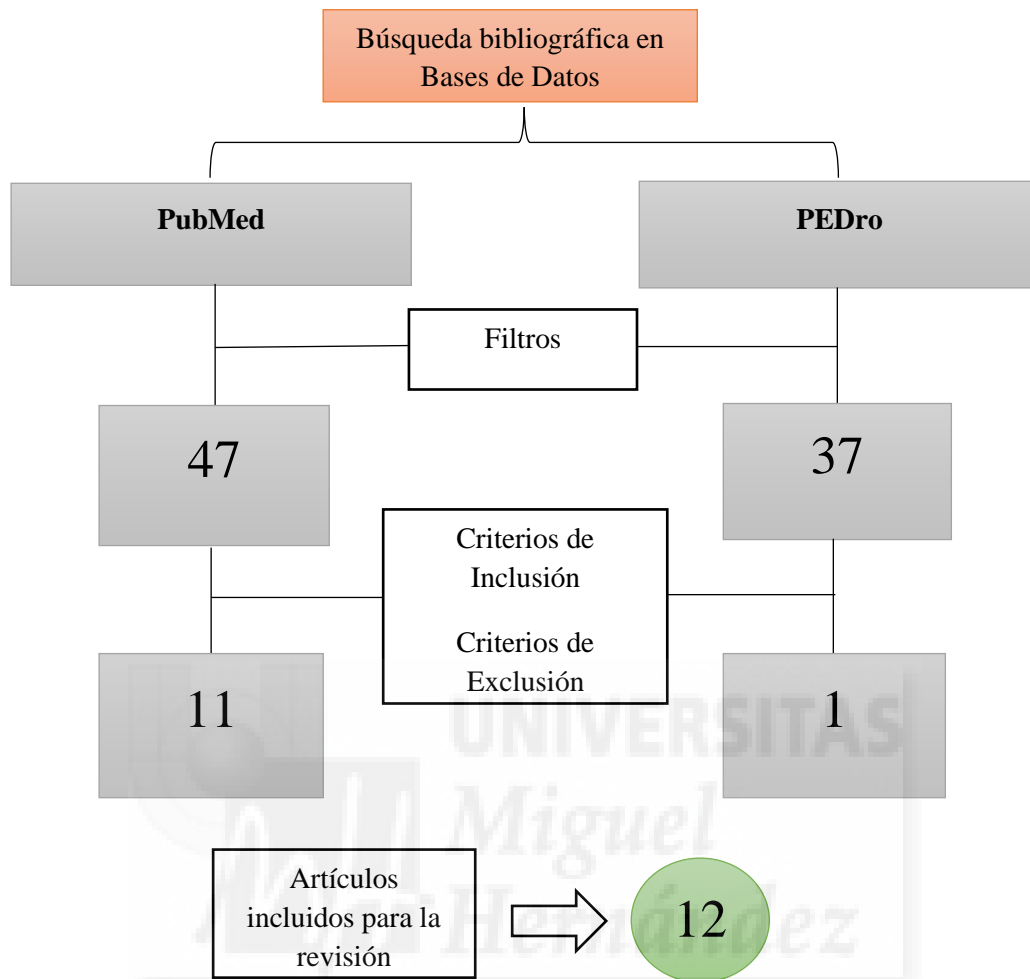 Búsqueda bibliográfica en
Bases de Datos
PubMed
PEDro
Filtros
47
37
Criterios de
Inclusión
Criterios de
Exclusión
11
1
UNIVERSITAS
Miguel
Hernández
Artículos
incluidos para la
revisión
12